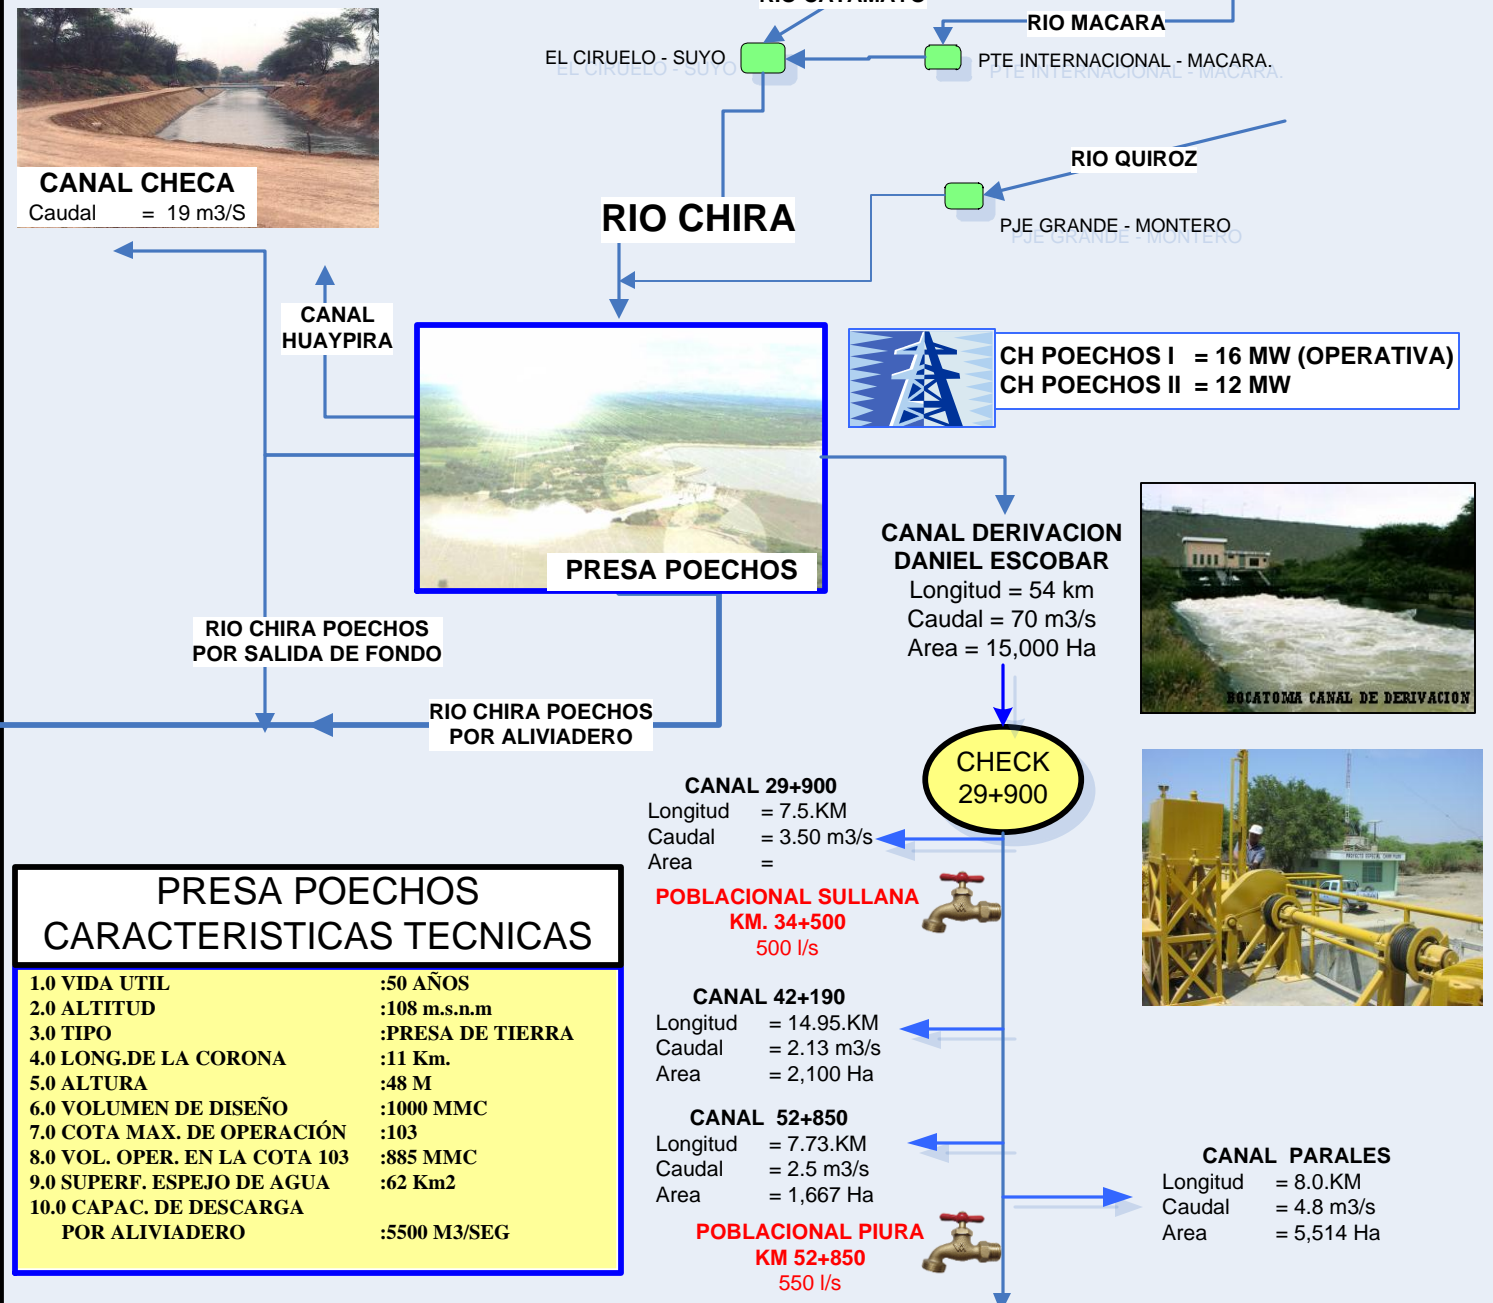 RIO MACARA
EL CIRUELO - SUYO
PTE INTERNACIONAL - MACARA.
RIO QUIROZ
CANAL CHECA
Caudal = 19 m3/S
RIO CHIRA
PJE GRANDE - MONTERO
CANAL
HUAYPIRA
CH POECHOS I = 16 MW (OPERATIVA)
CH POECHOS II = 12 MW
PRESA POECHOS
CANAL DERIVACION
DANIEL ESCOBAR
Longitud = 54 km
Caudal = 70 m3/s
Area = 15,000 Ha
BOCATOMA CANAL DE DERIVACION
RIO CHIRA POECHOS
POR SALIDA DE FONDO
RIO CHIRA POECHOS
POR ALIVIADERO
CHECK
29+900
CANAL 29+900
Longitud = 7.5.KM
Caudal = 3.50 m3/s
Area =
POBLACIONAL SULLANA
KM. 34+500
500 l/s
PRESA POECHOS
CARACTERISTICAS TECNICAS
1.0 VIDA UTIL :50 AÑOS
2.0 ALTITUD :108 m.s.n.m
3.0 TIPO :PRESA DE TIERRA
4.0 LONG.DE LA CORONA :11 Km.
5.0 ALTURA :48 M
6.0 VOLUMEN DE DISEÑO :1000 MMC
7.0 COTA MAX. DE OPERACIÓN :103
8.0 VOL. OPER. EN LA COTA 103 :885 MMC
9.0 SUPERF. ESPEJO DE AGUA :62 Km2
10.0 CAPAC. DE DESCARGA
POR ALIVIADERO :5500 M3/SEG
CANAL 42+190
Longitud = 14.95.KM
Caudal = 2.13 m3/s
Area = 2,100 Ha
CANAL 52+850
Longitud = 7.73.KM
Caudal = 2.5 m3/s
Area = 1,667 Ha
POBLACIONAL PIURA
KM 52+850
550 l/s
CANAL PARALES
Longitud = 8.0.KM
Caudal = 4.8 m3/s
Area = 5,514 Ha